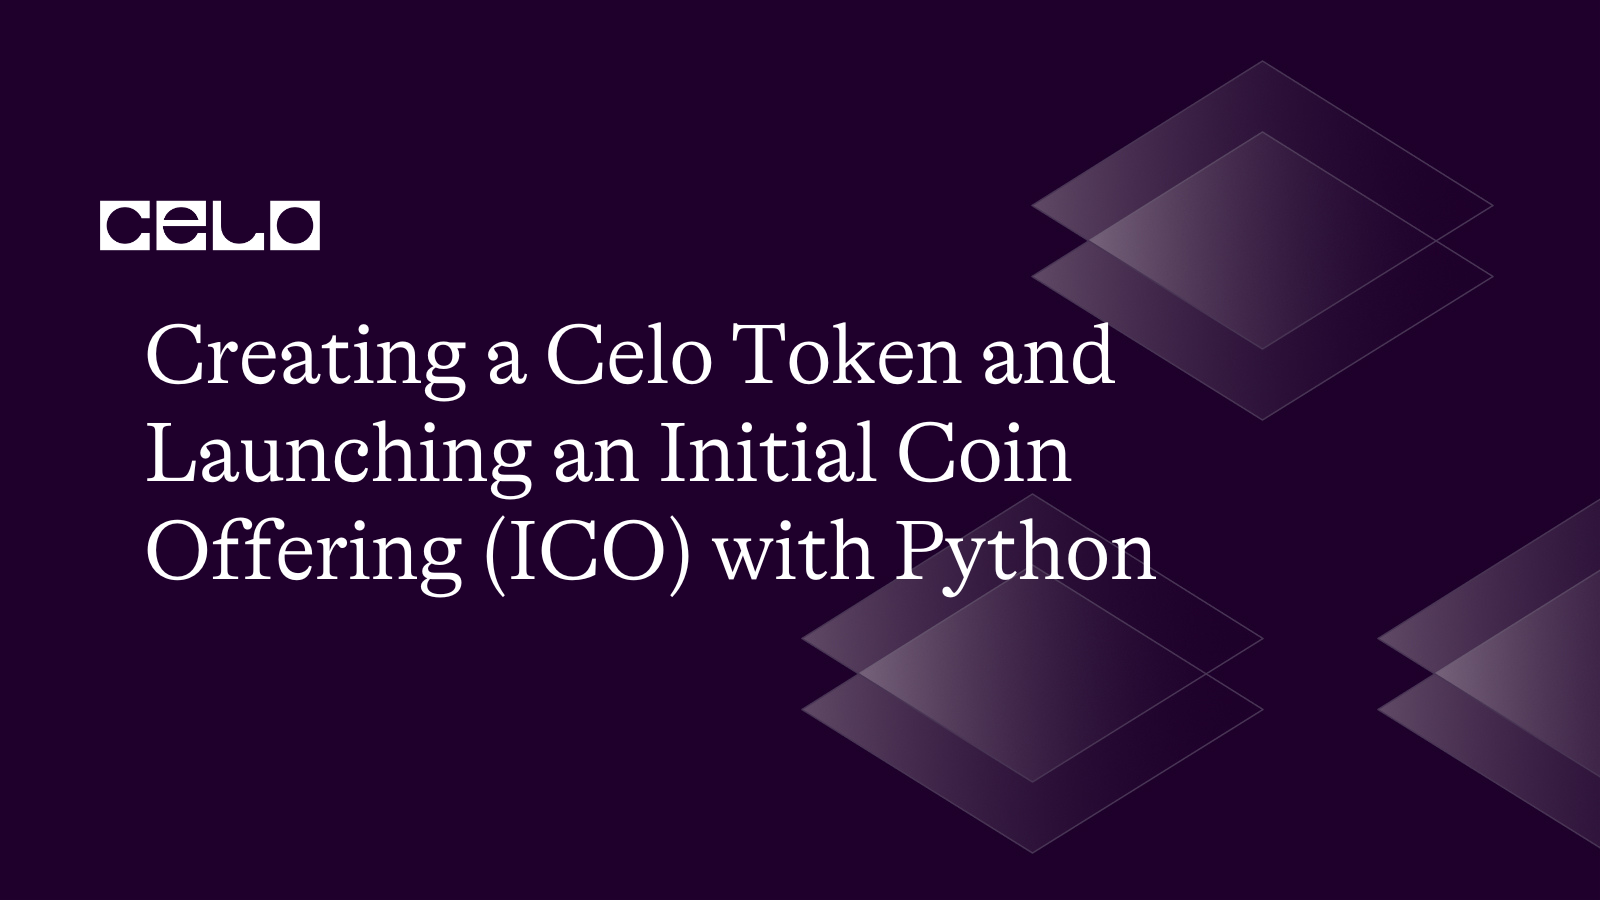 CELO
Creating a Celo Token and
Launching an Initial Coin
Offering (ICO) with Python